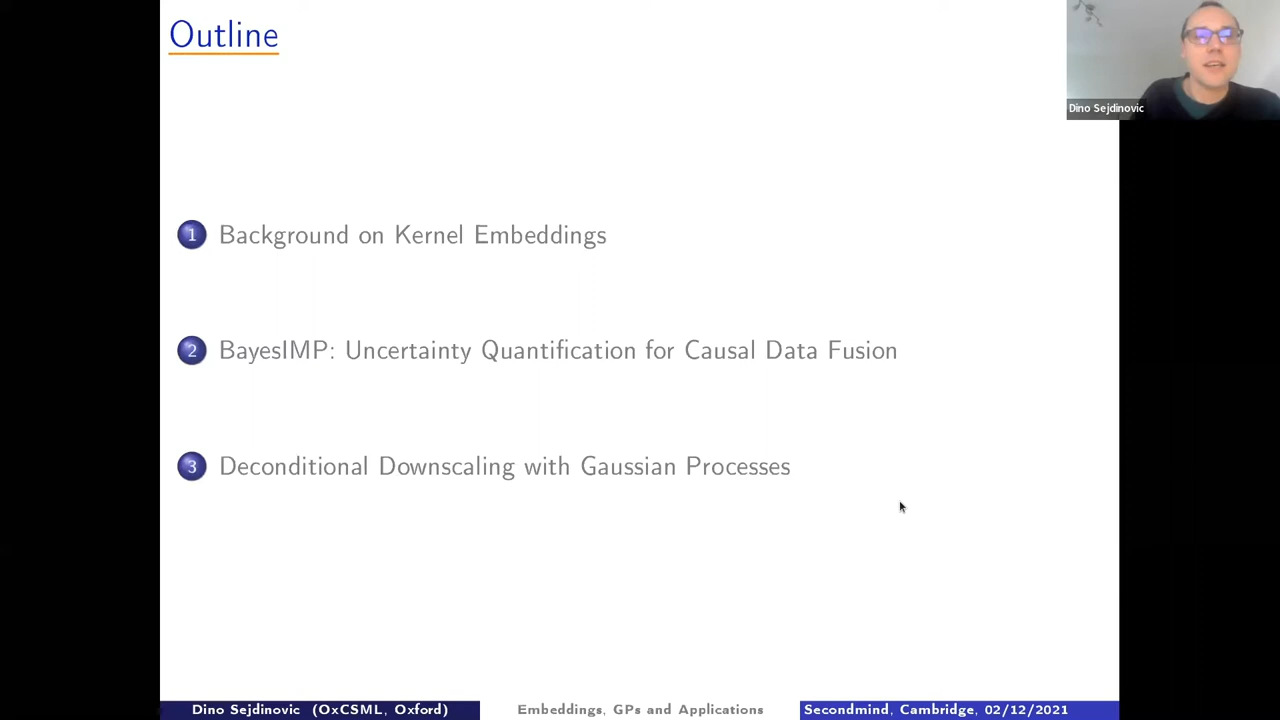 Outline
Dino Sejdinovic
1 Background on Kernel Embeddings
2 BayesIMP: Uncertainty Quantification for Causal Data Fusion
3 Deconditional Downscaling with Gaussian Processes
Dino Sejdinovic (OxCSML, Oxford)
Embeddings, GPs and Applications
Secondmind, Cambridge, 02/12/2021